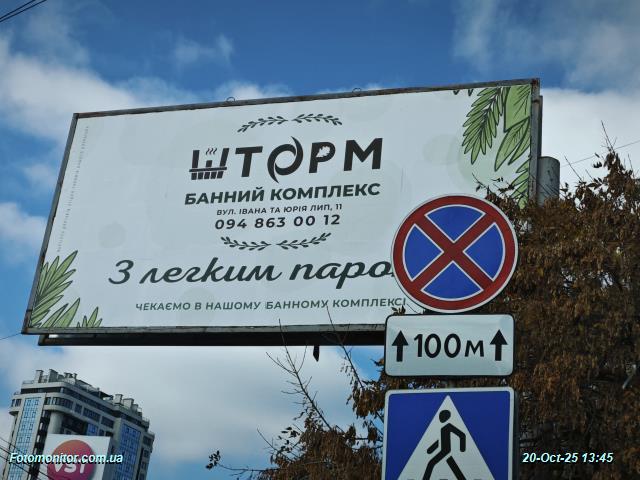 ШТОРМ
БАННИЙ КОМПЛЕКС
ВУЛ. ІВАНА ТА ЮРІЯ ЛИП, 11
094 863 00 12
З легким
ЧЕКАЄМО В НАШОМУ БАННОМУ КОМПЛЕКСІ
100м
VST
Fotomonitor.com.ua
20-Oct-25 13:45